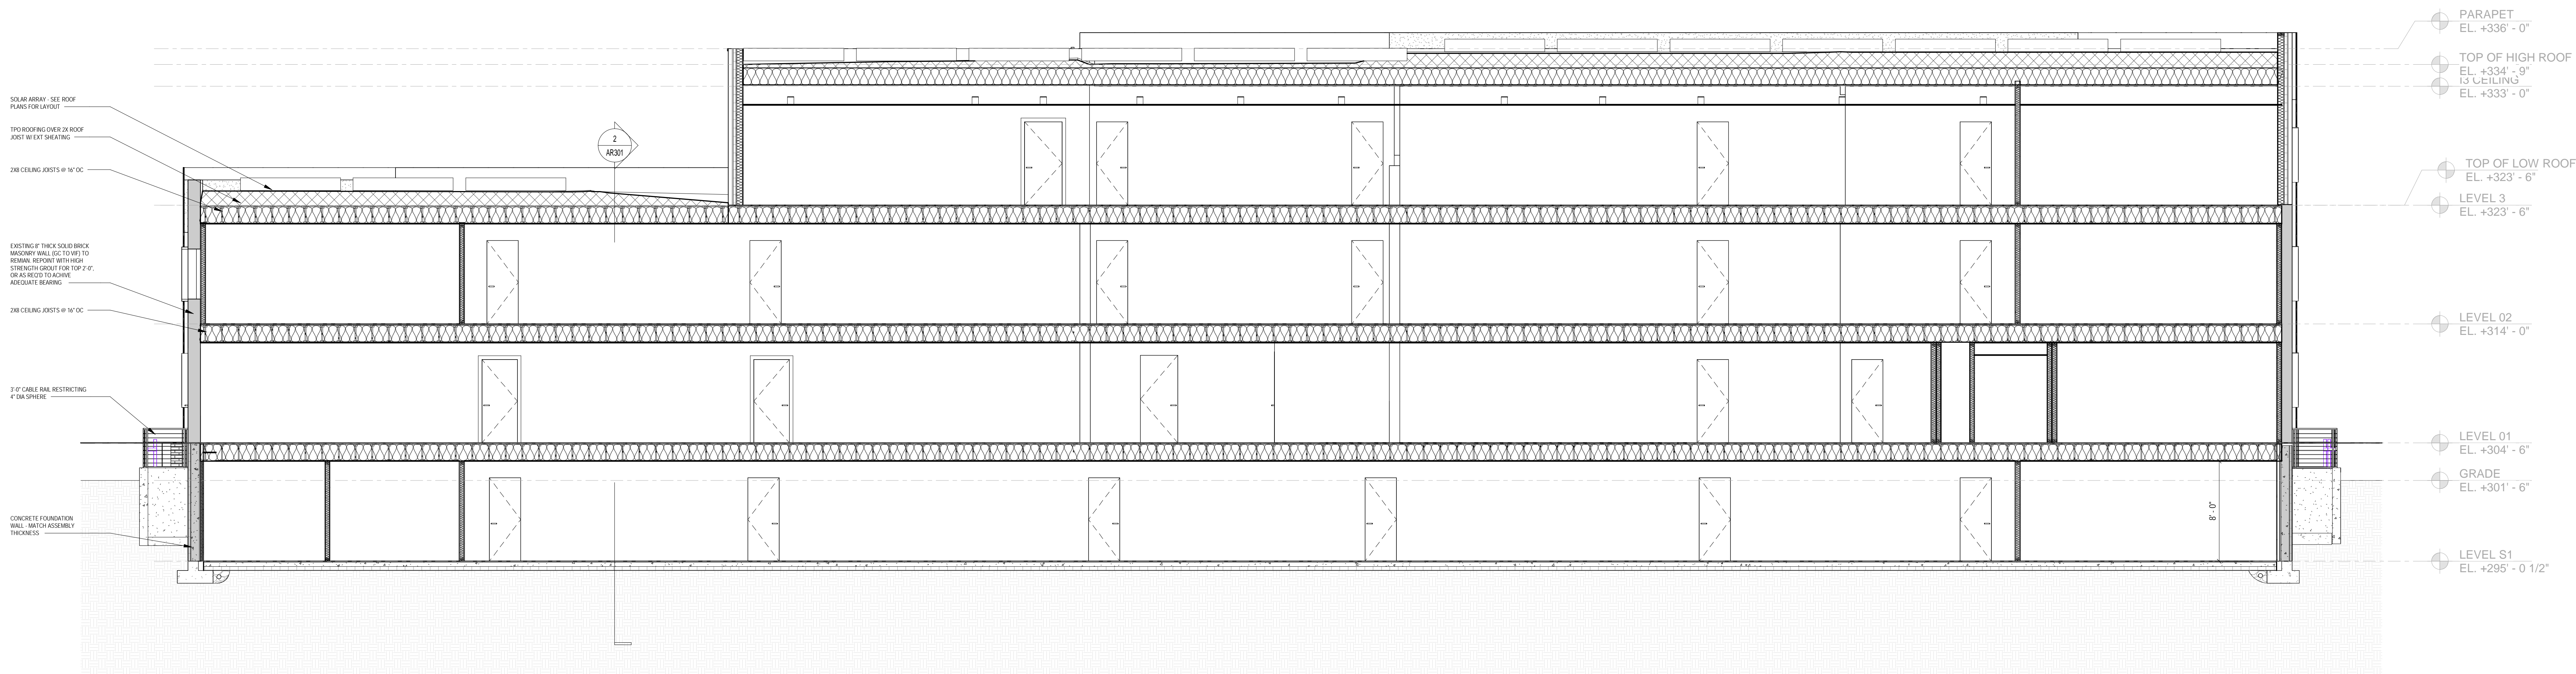 PARAPET
EL. +336' - 0"
TOP OF HIGH ROOF
EL. +334' - 9"
EL. +333' - 0"
TOP OF LOW ROOF
EL. +323' - 6"
LEVEL 3
EL. +323' - 6"
LEVEL 02
EL. +314' - 0"
LEVEL 01
EL. +304' - 6"
GRADE
EL. +301' - 6"
LEVEL S1
EL. +295' - 0 1/2"
SOLAR ARRAY - SEE ROOF
PLANS FOR LAYOUT
TPO ROOFING OVER 2X ROOF
JOIST W/ EXT SHEATING
2X8 CEILING JOISTS @ 16" OC
EXISTING 8" THICK SOLID BRICK
MASONRY WALL (GC TO VIF) TO
REMIAN. REPOINT WITH HIGH
STRENGTH GROUT FOR TOP 2'-0",
OR AS REQ'D TO ACHIVE
ADEQUATE BEARING
2X8 CEILING JOISTS @ 16" OC
3'-0" CABLE RAIL RESTRICTING
4" DIA SPHERE
CONCRETE FOUNDATION
WALL - MATCH ASSEMBLY
THICKNESS
2
AR301
8' - 0"